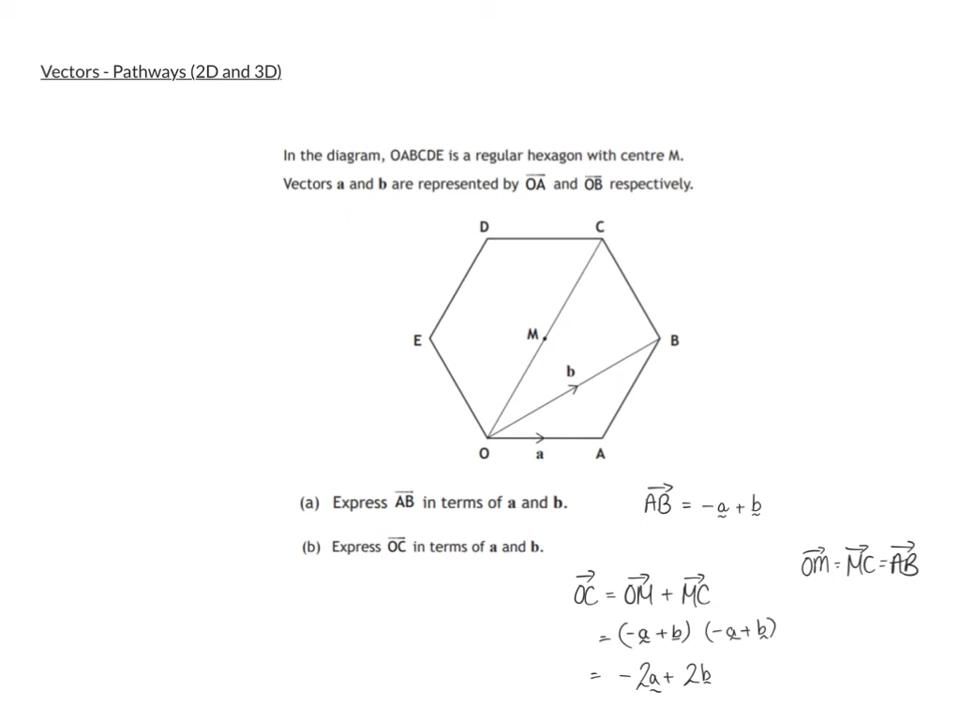 Vectors - Pathways (2D and 3D)
In the diagram, OABCDE is a regular hexagon with centre M.
Vectors a and b are represented by OA and OB respectively.
D C
E M B
b
O a A
(a) Express AB in terms of a and b. AB = -a + b
(b) Express OC in terms of a and b.
OM = MC = AB
OC = OM + MC
= (-a + b) (-a + b)
= -2a + 2b